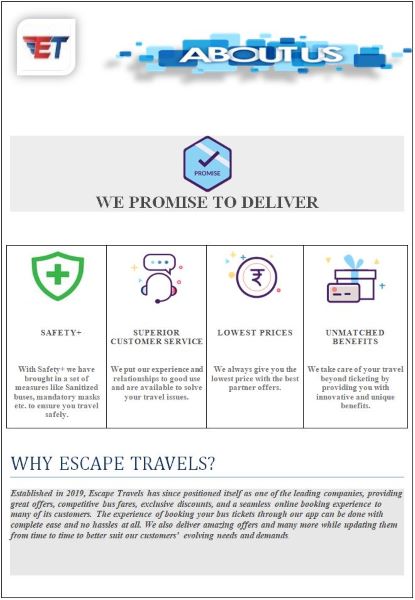 ET
ABOUT US
PROMISE
WE PROMISE TO DELIVER
SAFETY+
With Safety+ we have
brought in a set of
measures like Sanitized
buses, mandatory masks
etc. to ensure you travel
safely.
SUPERIOR
CUSTOMER SERVICE
We put our experience and
relationships to good use
and are available to solve
your travel issues.
₹
LOWEST PRICES
We always give you the
lowest price with the best
partner offers.
UNMATCHED
BENEFITS
We take care of your travel
beyond ticketing by
providing you with
innovative and unique
benefits.
WHY ESCAPE TRAVELS?
Established in 2019, Escape Travels has since positioned itself as one of the leading companies, providing
great offers, competitive bus fares, exclusive discounts, and a seamless online booking experience to
many of its customers. The experience of booking your bus tickets through our app can be done with
complete ease and no hassles at all. We also deliver amazing offers and many more while updating them
from time to time to better suit our customers' evolving needs and demands.